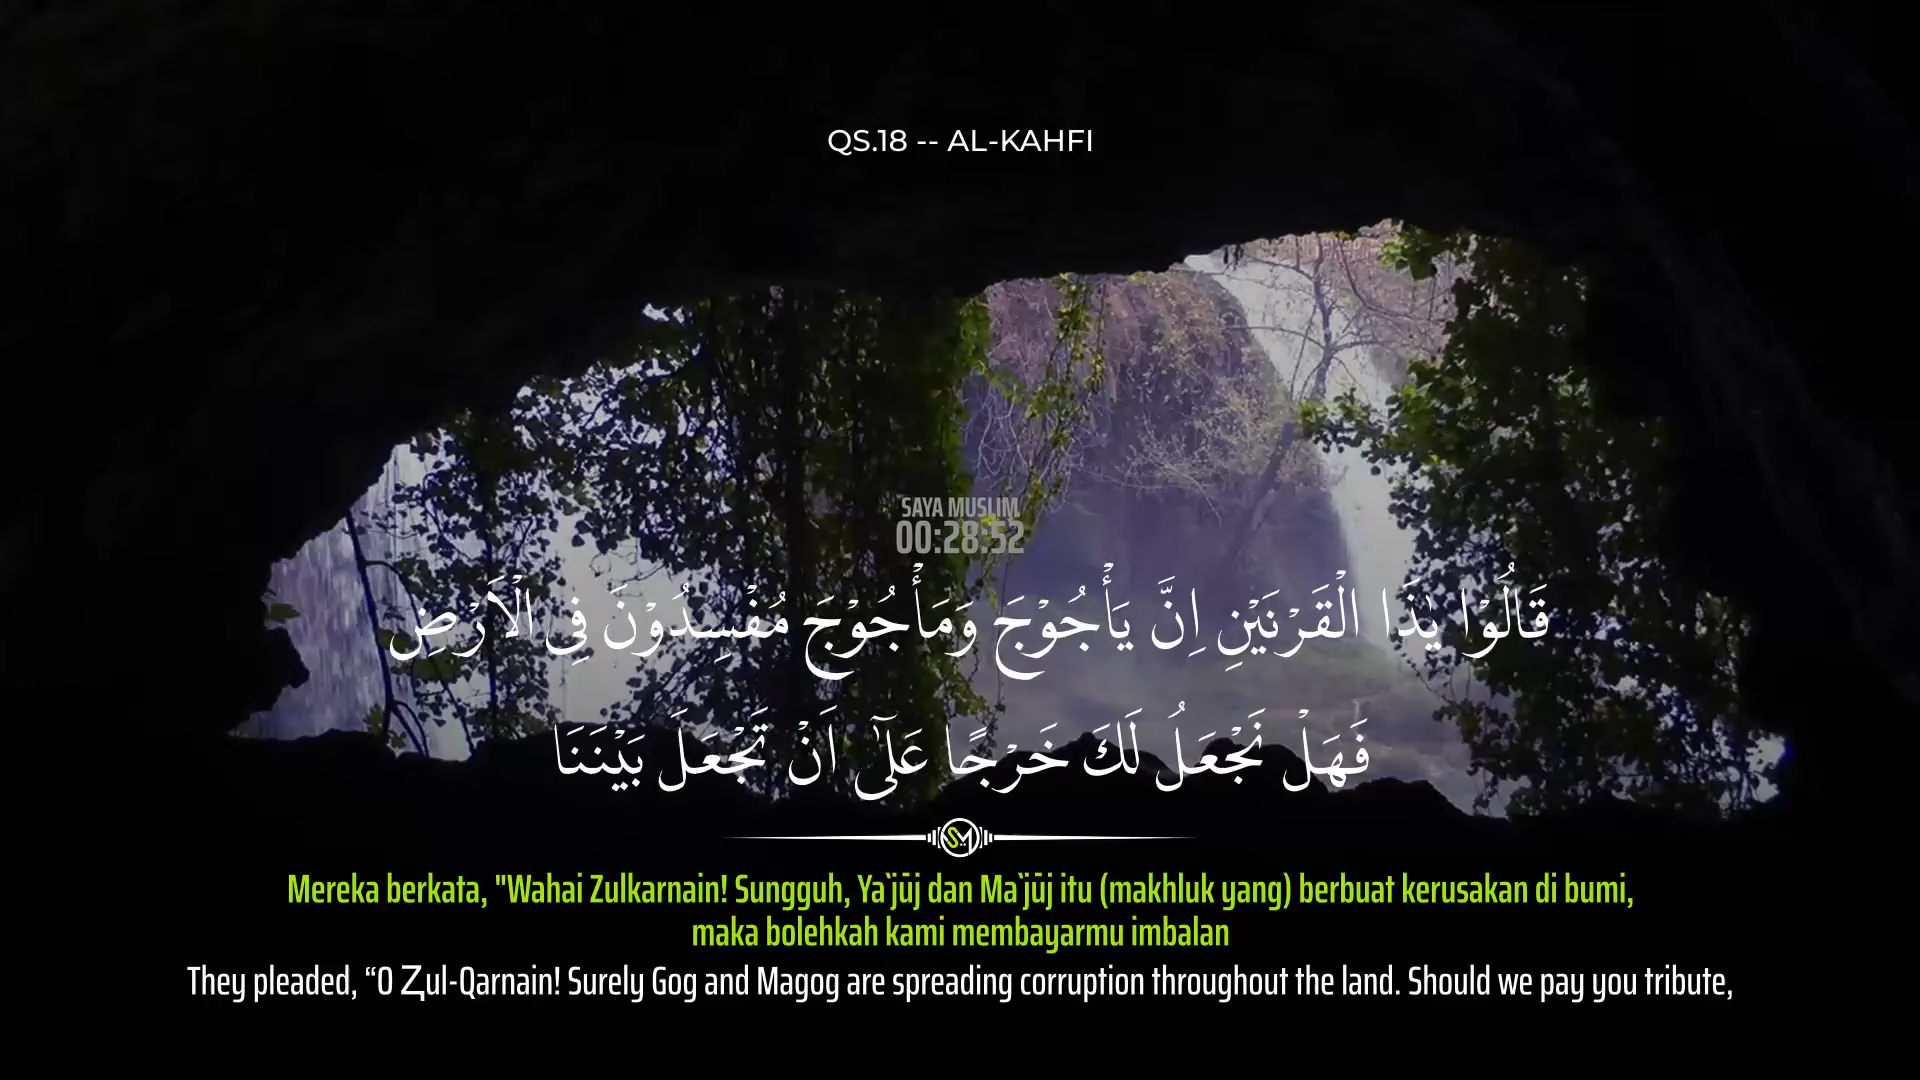 QS.18 -- AL-KAHFI
SAYA MUSLIM
00:28:52
قَالُوْا يٰذَا الْقَرْنَيْنِ اِنَّ يَأْجُوْجَ وَمَأْجُوْجَ مُفْسِدُوْنَ فِى الْاَرْضِ
فَهَلْ نَجْعَلُ لَكَ خَرْجًا عَلٰٓى اَنْ تَجْعَلَ بَيْنَنَا
Mereka berkata, "Wahai Zulkarnain! Sungguh, Ya`jūj dan Ma`jūj itu (makhluk yang) berbuat kerusakan di bumi,
maka bolehkah kami membayarmu imbalan
They pleaded, “O Ⱬul-Qarnain! Surely Gog and Magog are spreading corruption throughout the land. Should we pay you tribute,